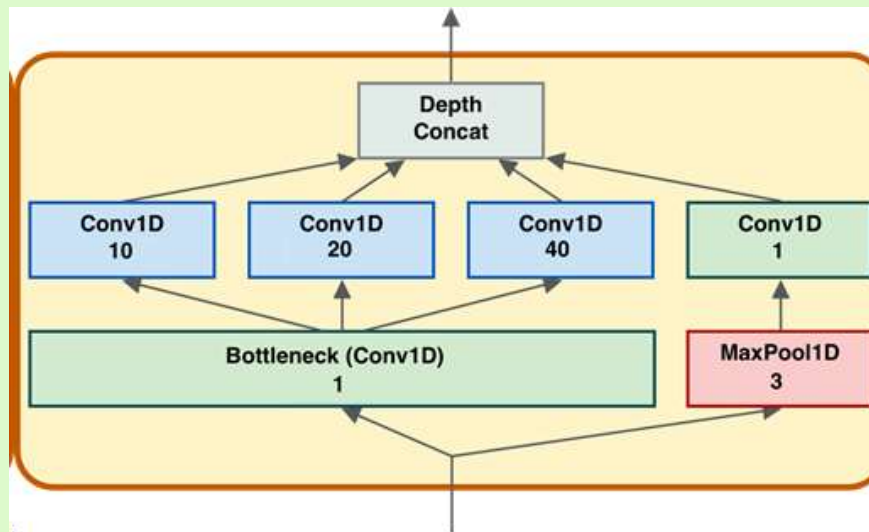 Depth
Concat
Conv1D
10
Conv1D
20
Conv1D
40
Conv1D
1
Bottleneck (Conv1D)
1
MaxPool1D
3